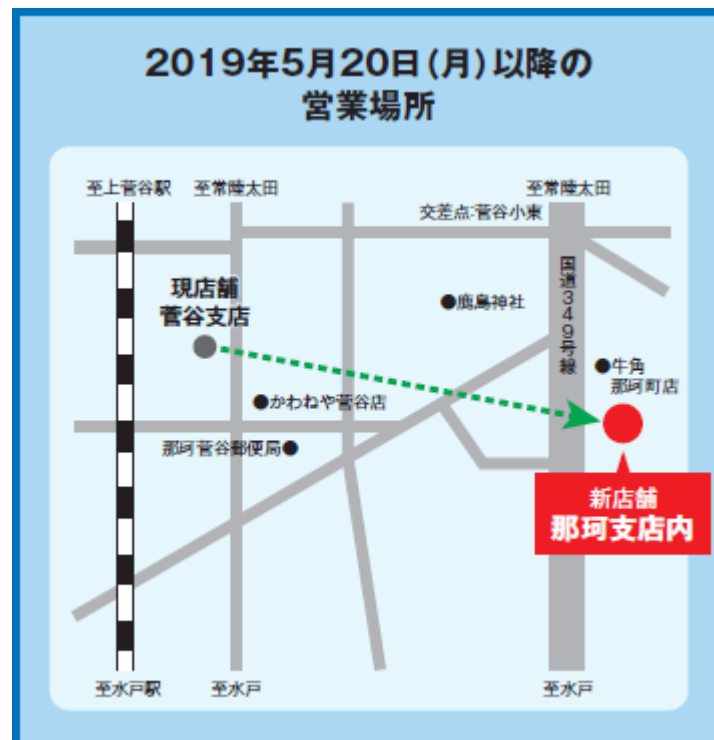 2019年5月20日(月)以降の
営業場所
至上菅谷駅
至常陸太田
至常陸太田
交差点:菅谷小東
現店舗
菅谷支店
●鹿島神社
国道349号線
●牛角
那珂町店
●かわねや菅谷店
那珂菅谷郵便局●
新店舗
那珂支店内
至水戸駅
至水戸
至水戸